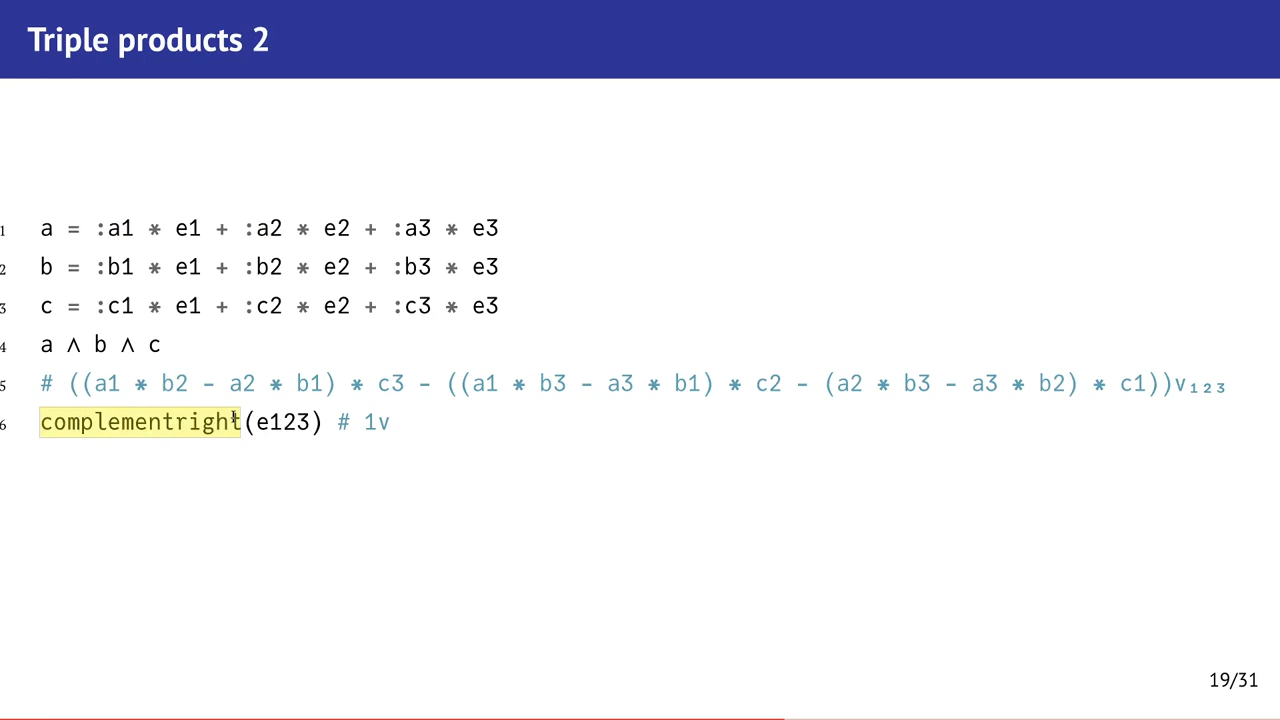 Triple products 2
1 a = :a1 * e1 + :a2 * e2 + :a3 * e3
2 b = :b1 * e1 + :b2 * e2 + :b3 * e3
3 c = :c1 * e1 + :c2 * e2 + :c3 * e3
4 a ∧ b ∧ c
5 # ((a1 * b2 - a2 * b1) * c3 - ((a1 * b3 - a3 * b1) * c2 - (a2 * b3 - a3 * b2) * c1))v₁₂₃
6 complementright(e123) # 1v
19/31